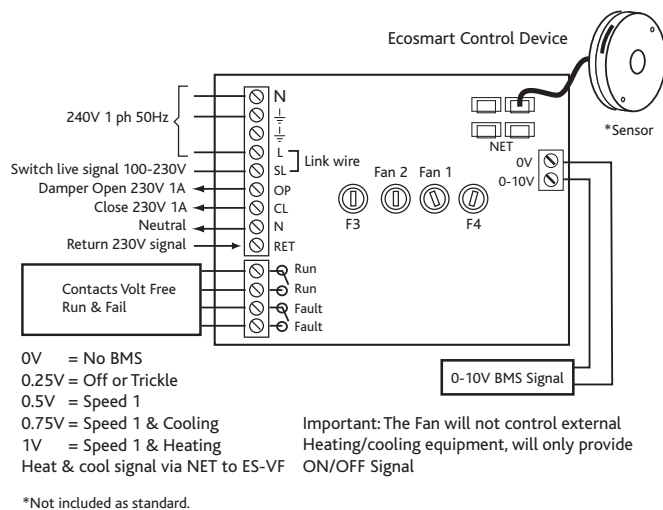 Ecosmart Control Device
*Sensor
240V 1 ph 50Hz
N
L
Link wire
Switch live signal 100-230V
SL
Damper Open 230V 1A
OP
Close 230V 1A
CL
Neutral
N
Return 230V signal
RET
NET
0V
0-10V
Fan 2
Fan 1
F3
F4
Contacts Volt Free
Run & Fail
Run
Run
Fault
Fault
0-10V BMS Signal
0V = No BMS
0.25V = Off or Trickle
0.5V = Speed 1
0.75V = Speed 1 & Cooling
1V = Speed 1 & Heating
Heat & cool signal via NET to ES-VF
Important: The Fan will not control external
Heating/cooling equipment, will only provide
ON/OFF Signal
*Not included as standard.